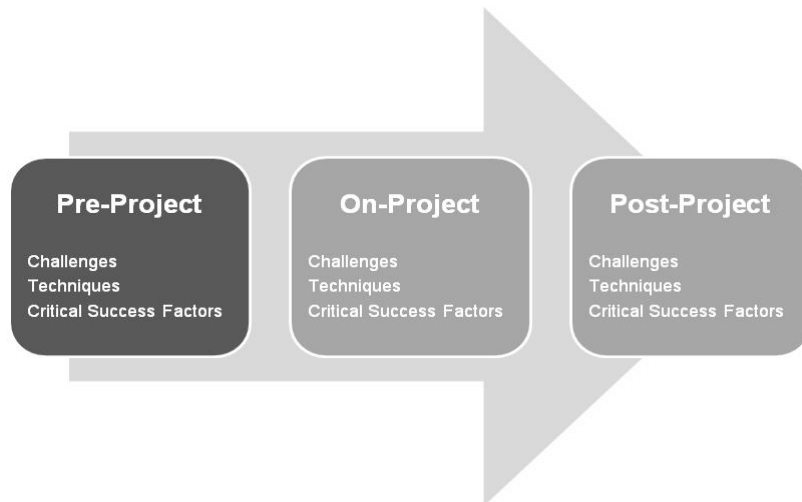 Pre-Project
Challenges
Techniques
Critical Success Factors
On-Project
Challenges
Techniques
Critical Success Factors
Post-Project
Challenges
Techniques
Critical Success Factors